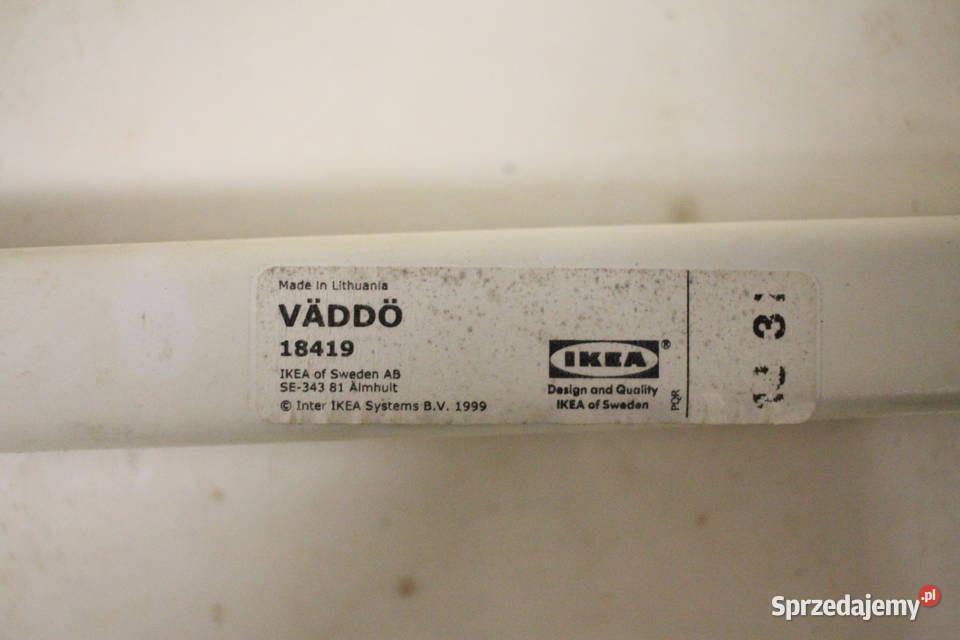 Made in Lithuania
VÄDDÖ
18419
IKEA of Sweden AB
SE-343 81 Älmhult
© Inter IKEA Systems B.V. 1999
IKEA®
Design and Quality
IKEA of Sweden
PQR
Sprzedajemy.pl